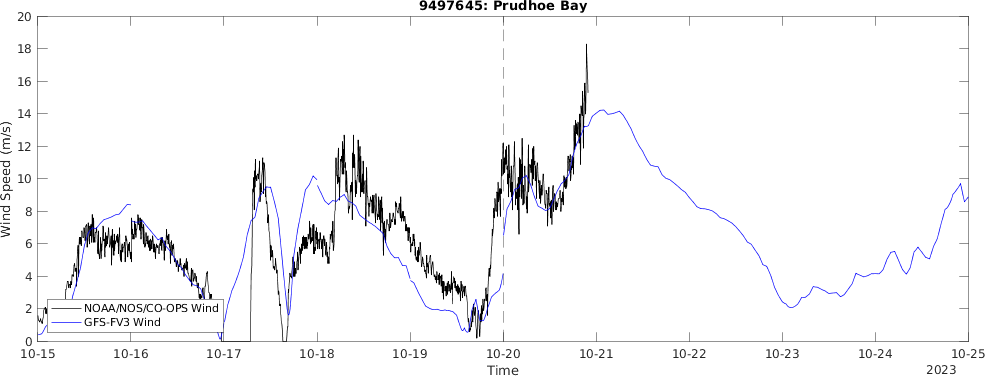 9497645: Prudhoe Bay
Wind Speed (m/s)
20
18
16
14
12
10
8
6
4
2
0
NOAA/NOS/CO-OPS Wind
GFS-FV3 Wind
10-15 10-16 10-17 10-18 10-19 10-20 10-21 10-22 10-23 10-24 10-25
Time
2023